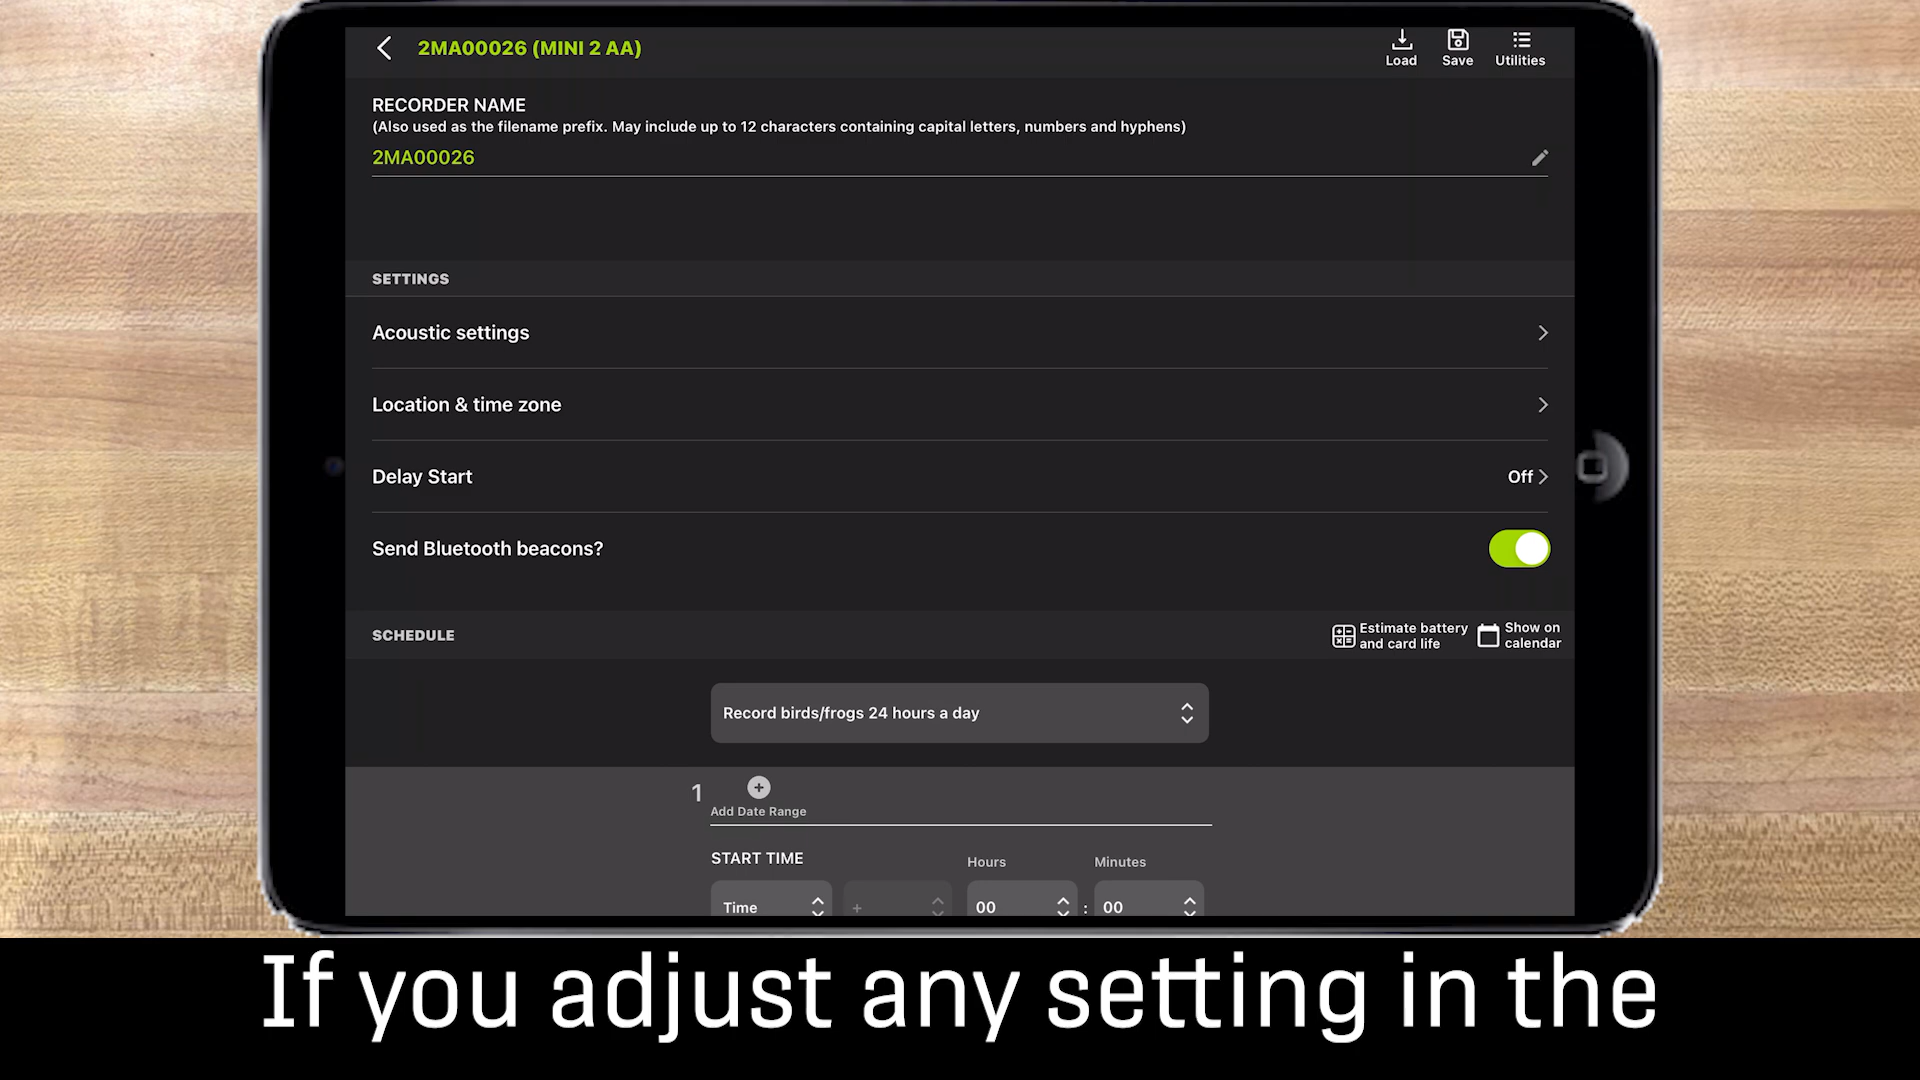 2MA00026 (MINI 2 AA)
Load
Save
Utilities
RECORDER NAME
(Also used as the filename prefix. May include up to 12 characters containing capital letters, numbers and hyphens)
2MA00026
SETTINGS
Acoustic settings
Location & time zone
Delay Start
Off
Send Bluetooth beacons?
SCHEDULE
Estimate battery
and card life
Show on
calendar
Record birds/frogs 24 hours a day
1
Add Date Range
START TIME
Hours
Minutes
Time
+
00
:
00
If you adjust any setting in the